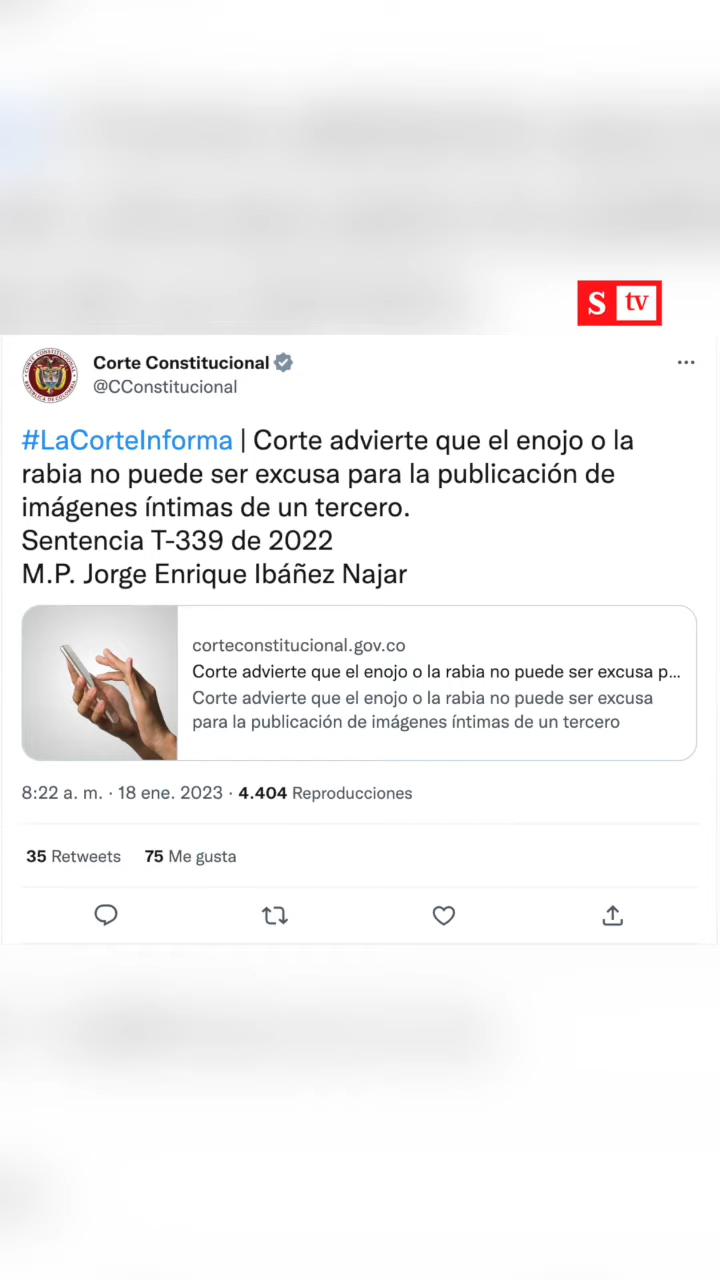 S tv
Corte Constitucional
@CConstitucional
#LaCorteInforma | Corte advierte que el enojo o la
rabia no puede ser excusa para la publicación de
imágenes íntimas de un tercero.
Sentencia T-339 de 2022
M.P. Jorge Enrique Ibáñez Najar
corteconstitucional.gov.co
Corte advierte que el enojo o la rabia no puede ser excusa p...
Corte advierte que el enojo o la rabia no puede ser excusa
para la publicación de imágenes íntimas de un tercero
8:22 a. m. · 18 ene. 2023 · 4.404 Reproducciones
35 Retweets 75 Me gusta